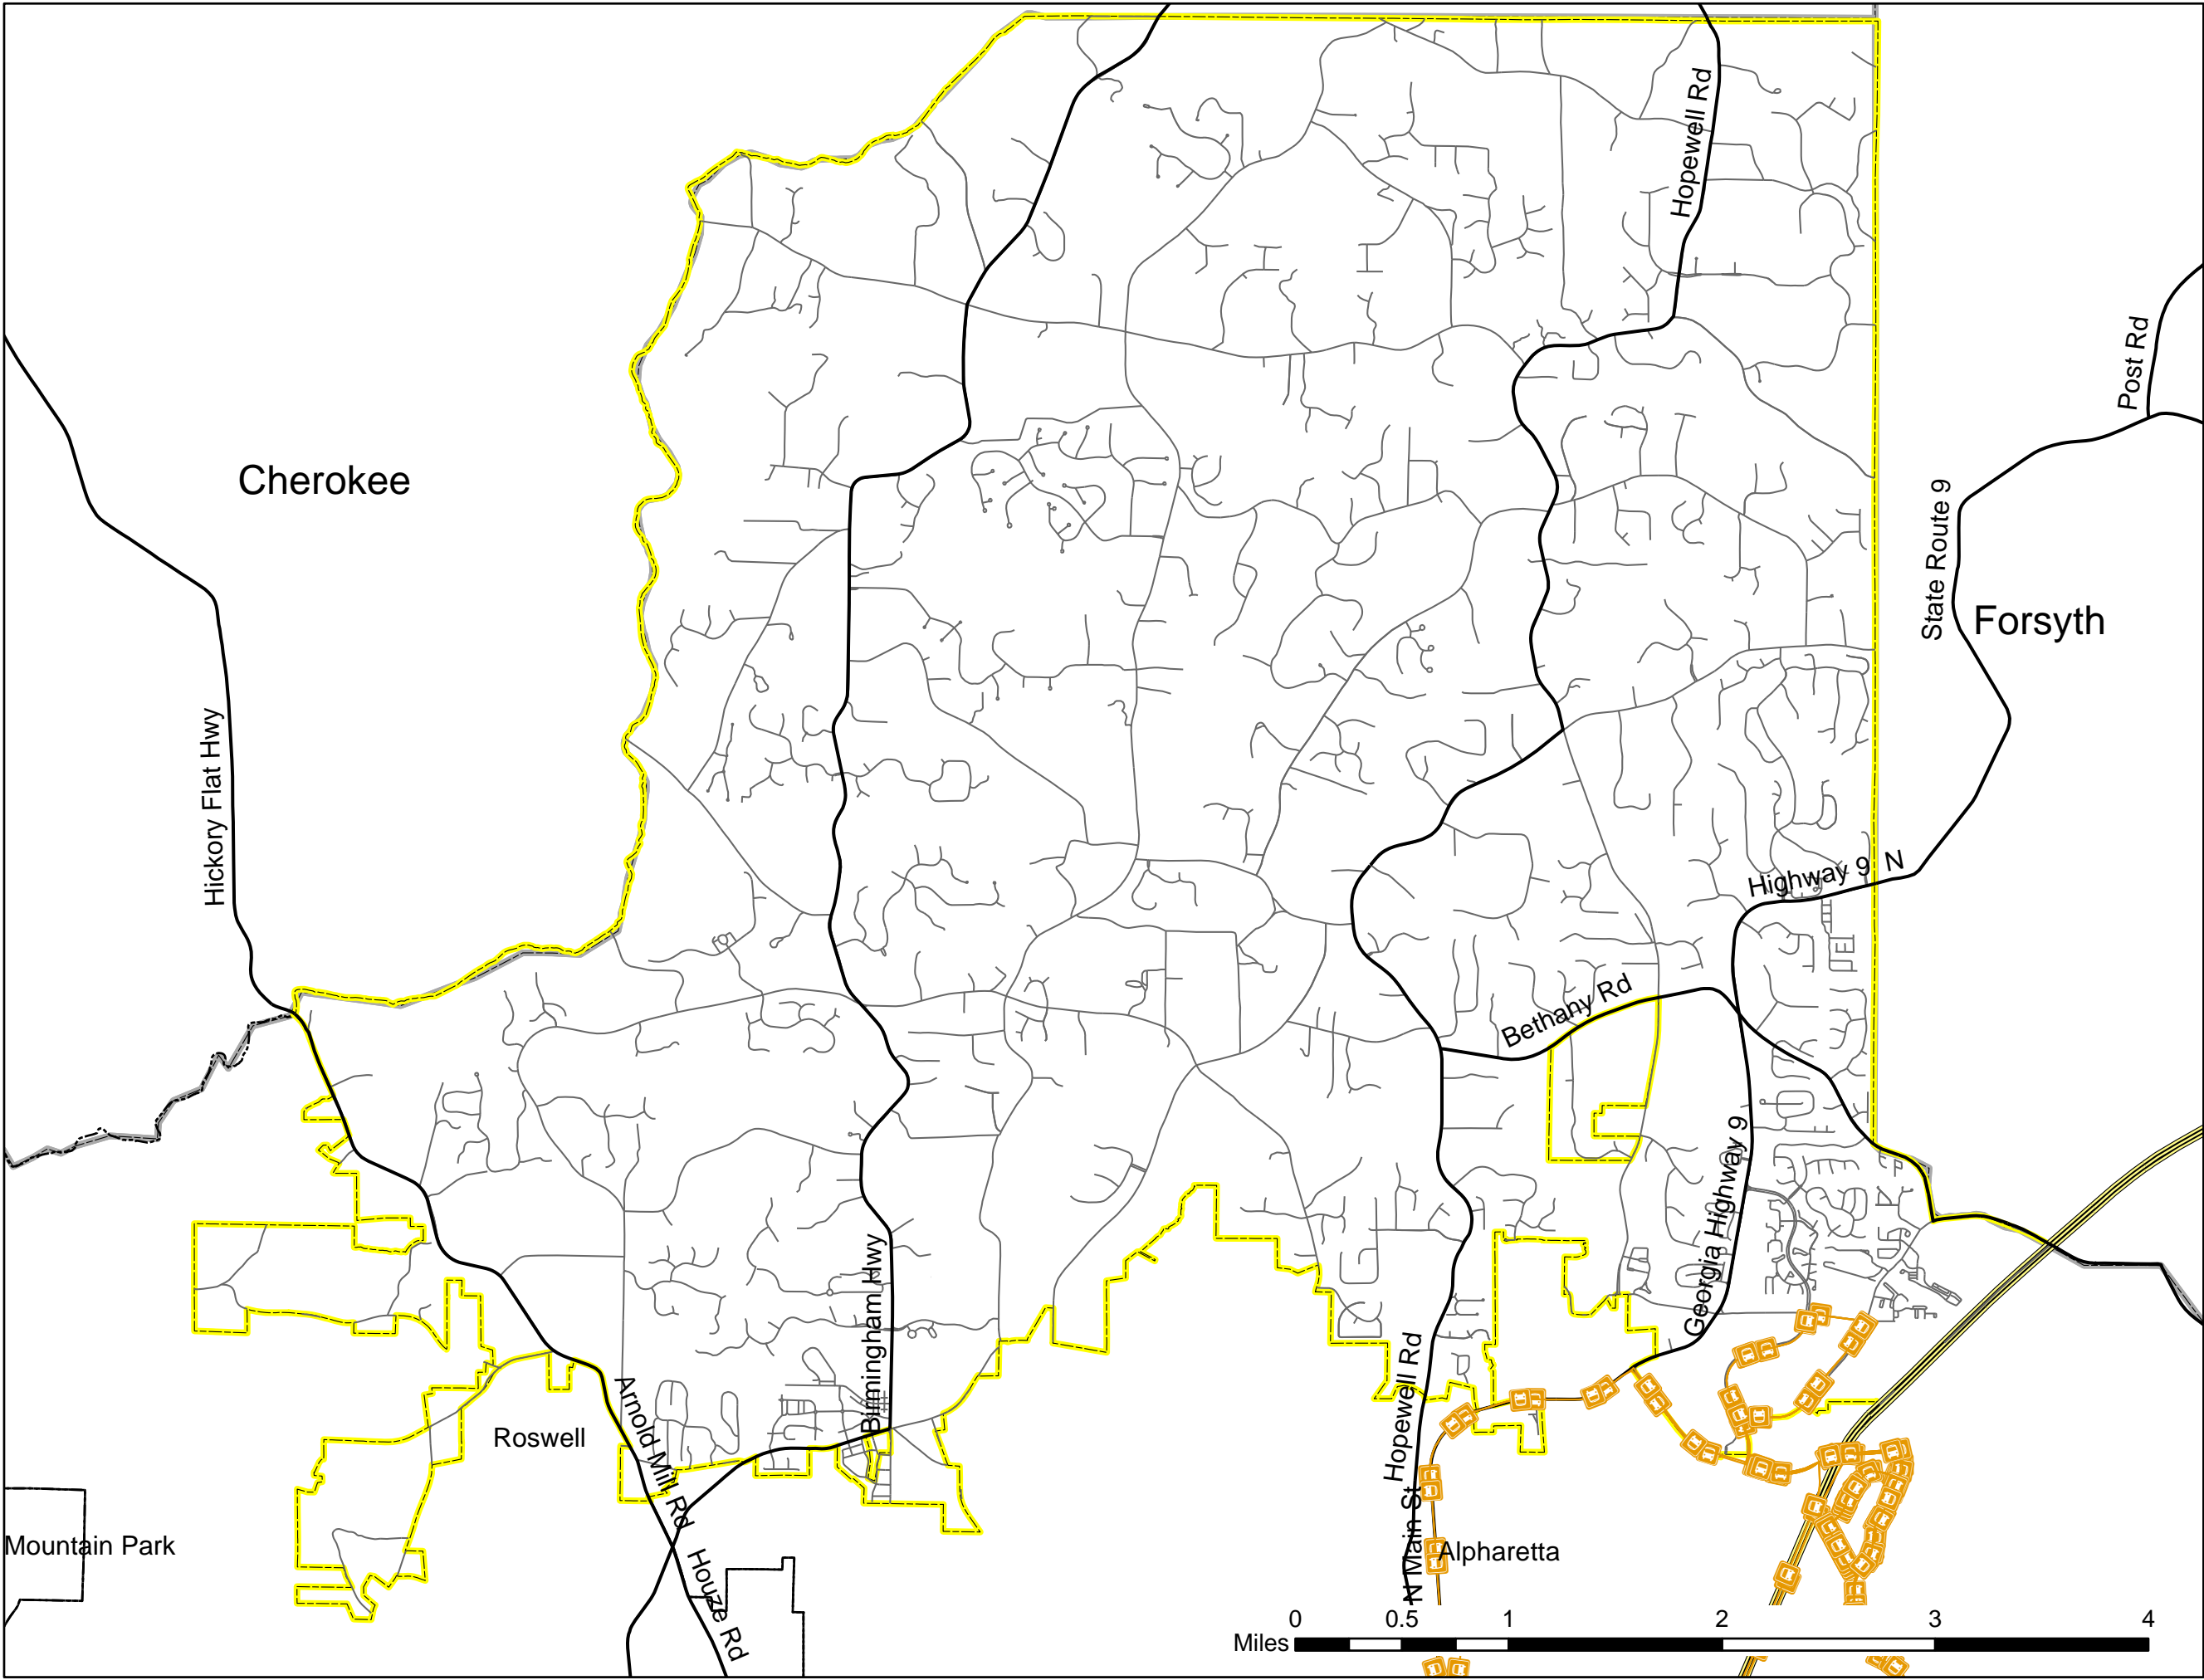 Hopewell Rd
Post Rd
Cherokee
State Route 9
Forsyth
Hickory Flat Hwy
Highway 9 N
Bethany Rd
Georgia Highway 9
Birmingham Hwy
Hopewell Rd
Arnold Mill Rd
Roswell
N Main St
Mountain Park
Alpharetta
Houze Rd
0 0.5 1 2 3 4
Miles